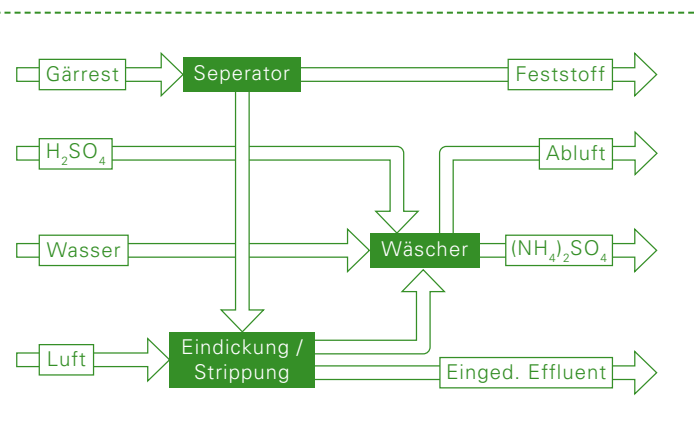 Gärrest
Seperator
Feststoff
H₂SO₄
Abluft
Wasser
Wäscher
(NH₄)₂SO₄
Luft
Eindickung /
Strippung
Einged. Effluent